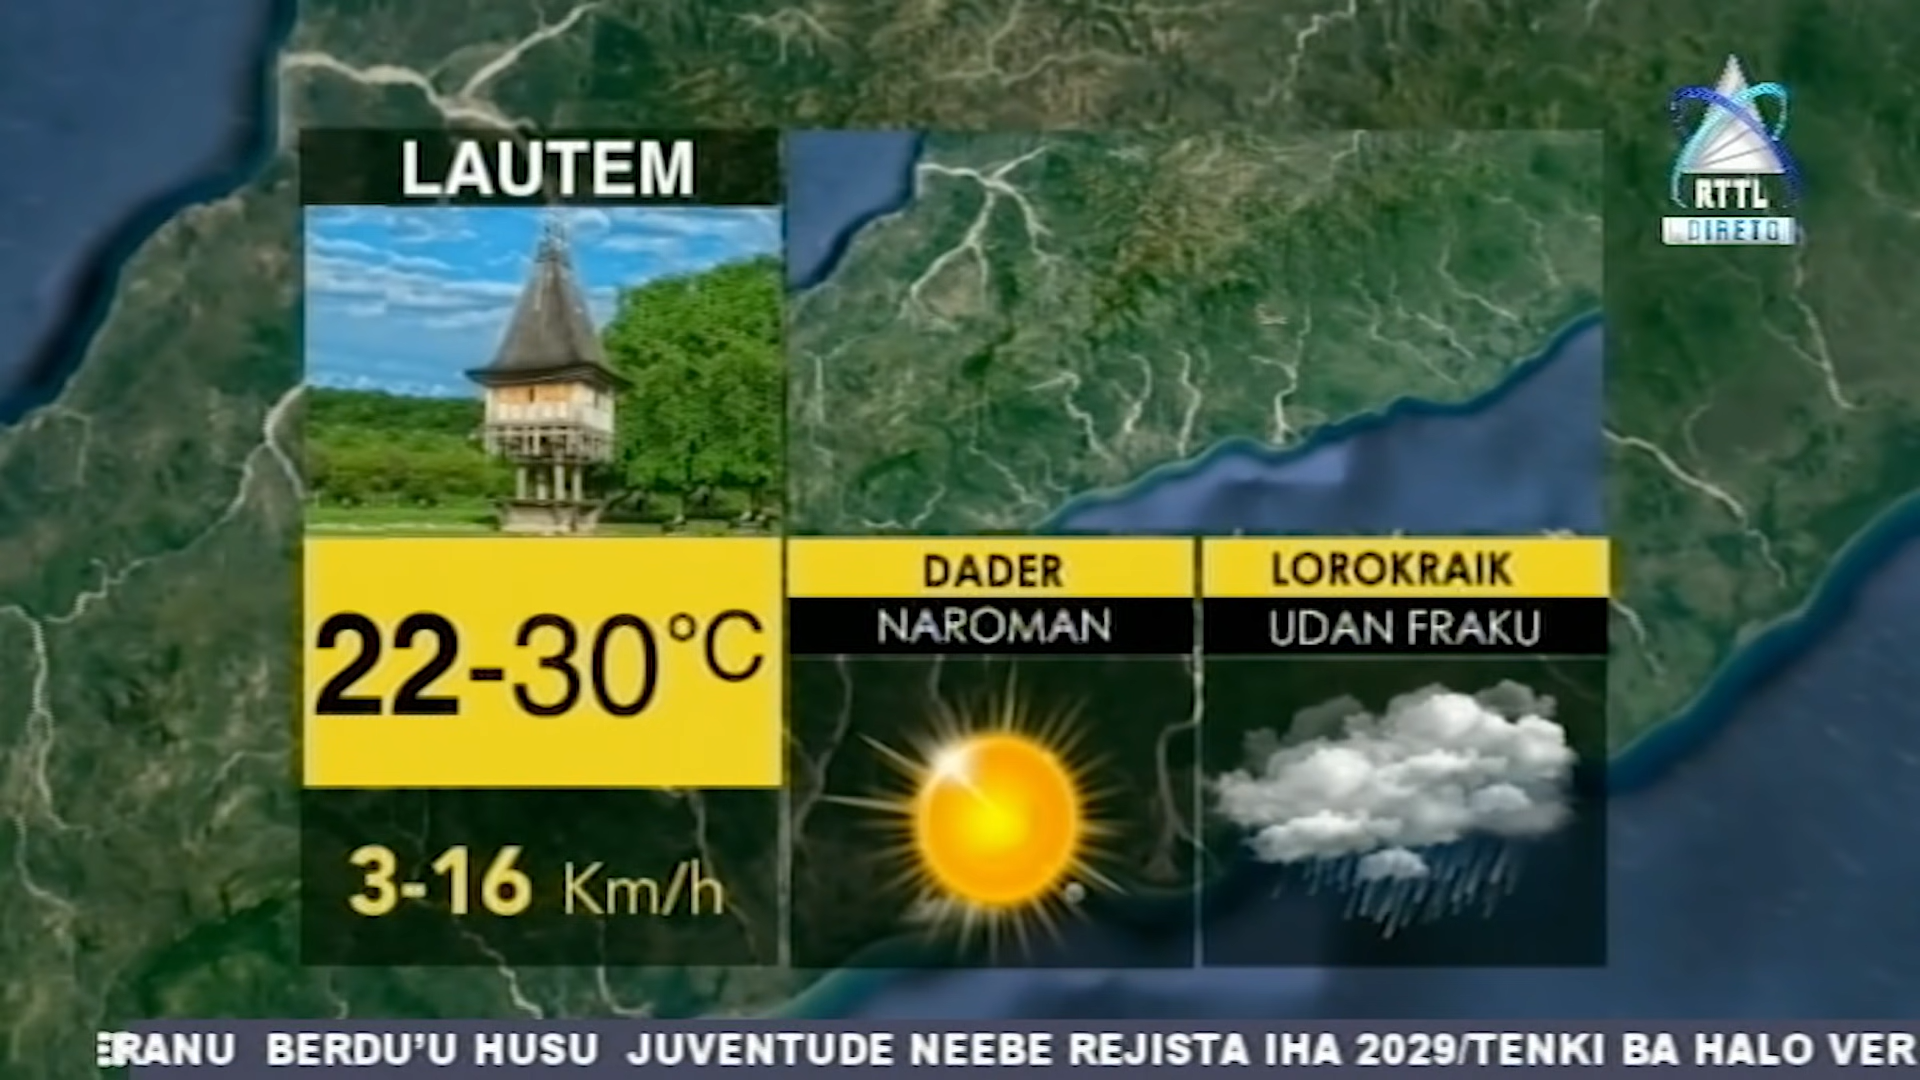 LAUTEM
RTTL
DIRETO
22-30°C
DADER
LOROKRAIK
NAROMAN
UDAN FRAKU
3-16 Km/h
BERDU'U HUSU JUVENTUDE NEEBE REJISTA IHA 2029/TENKI BA HALO VER